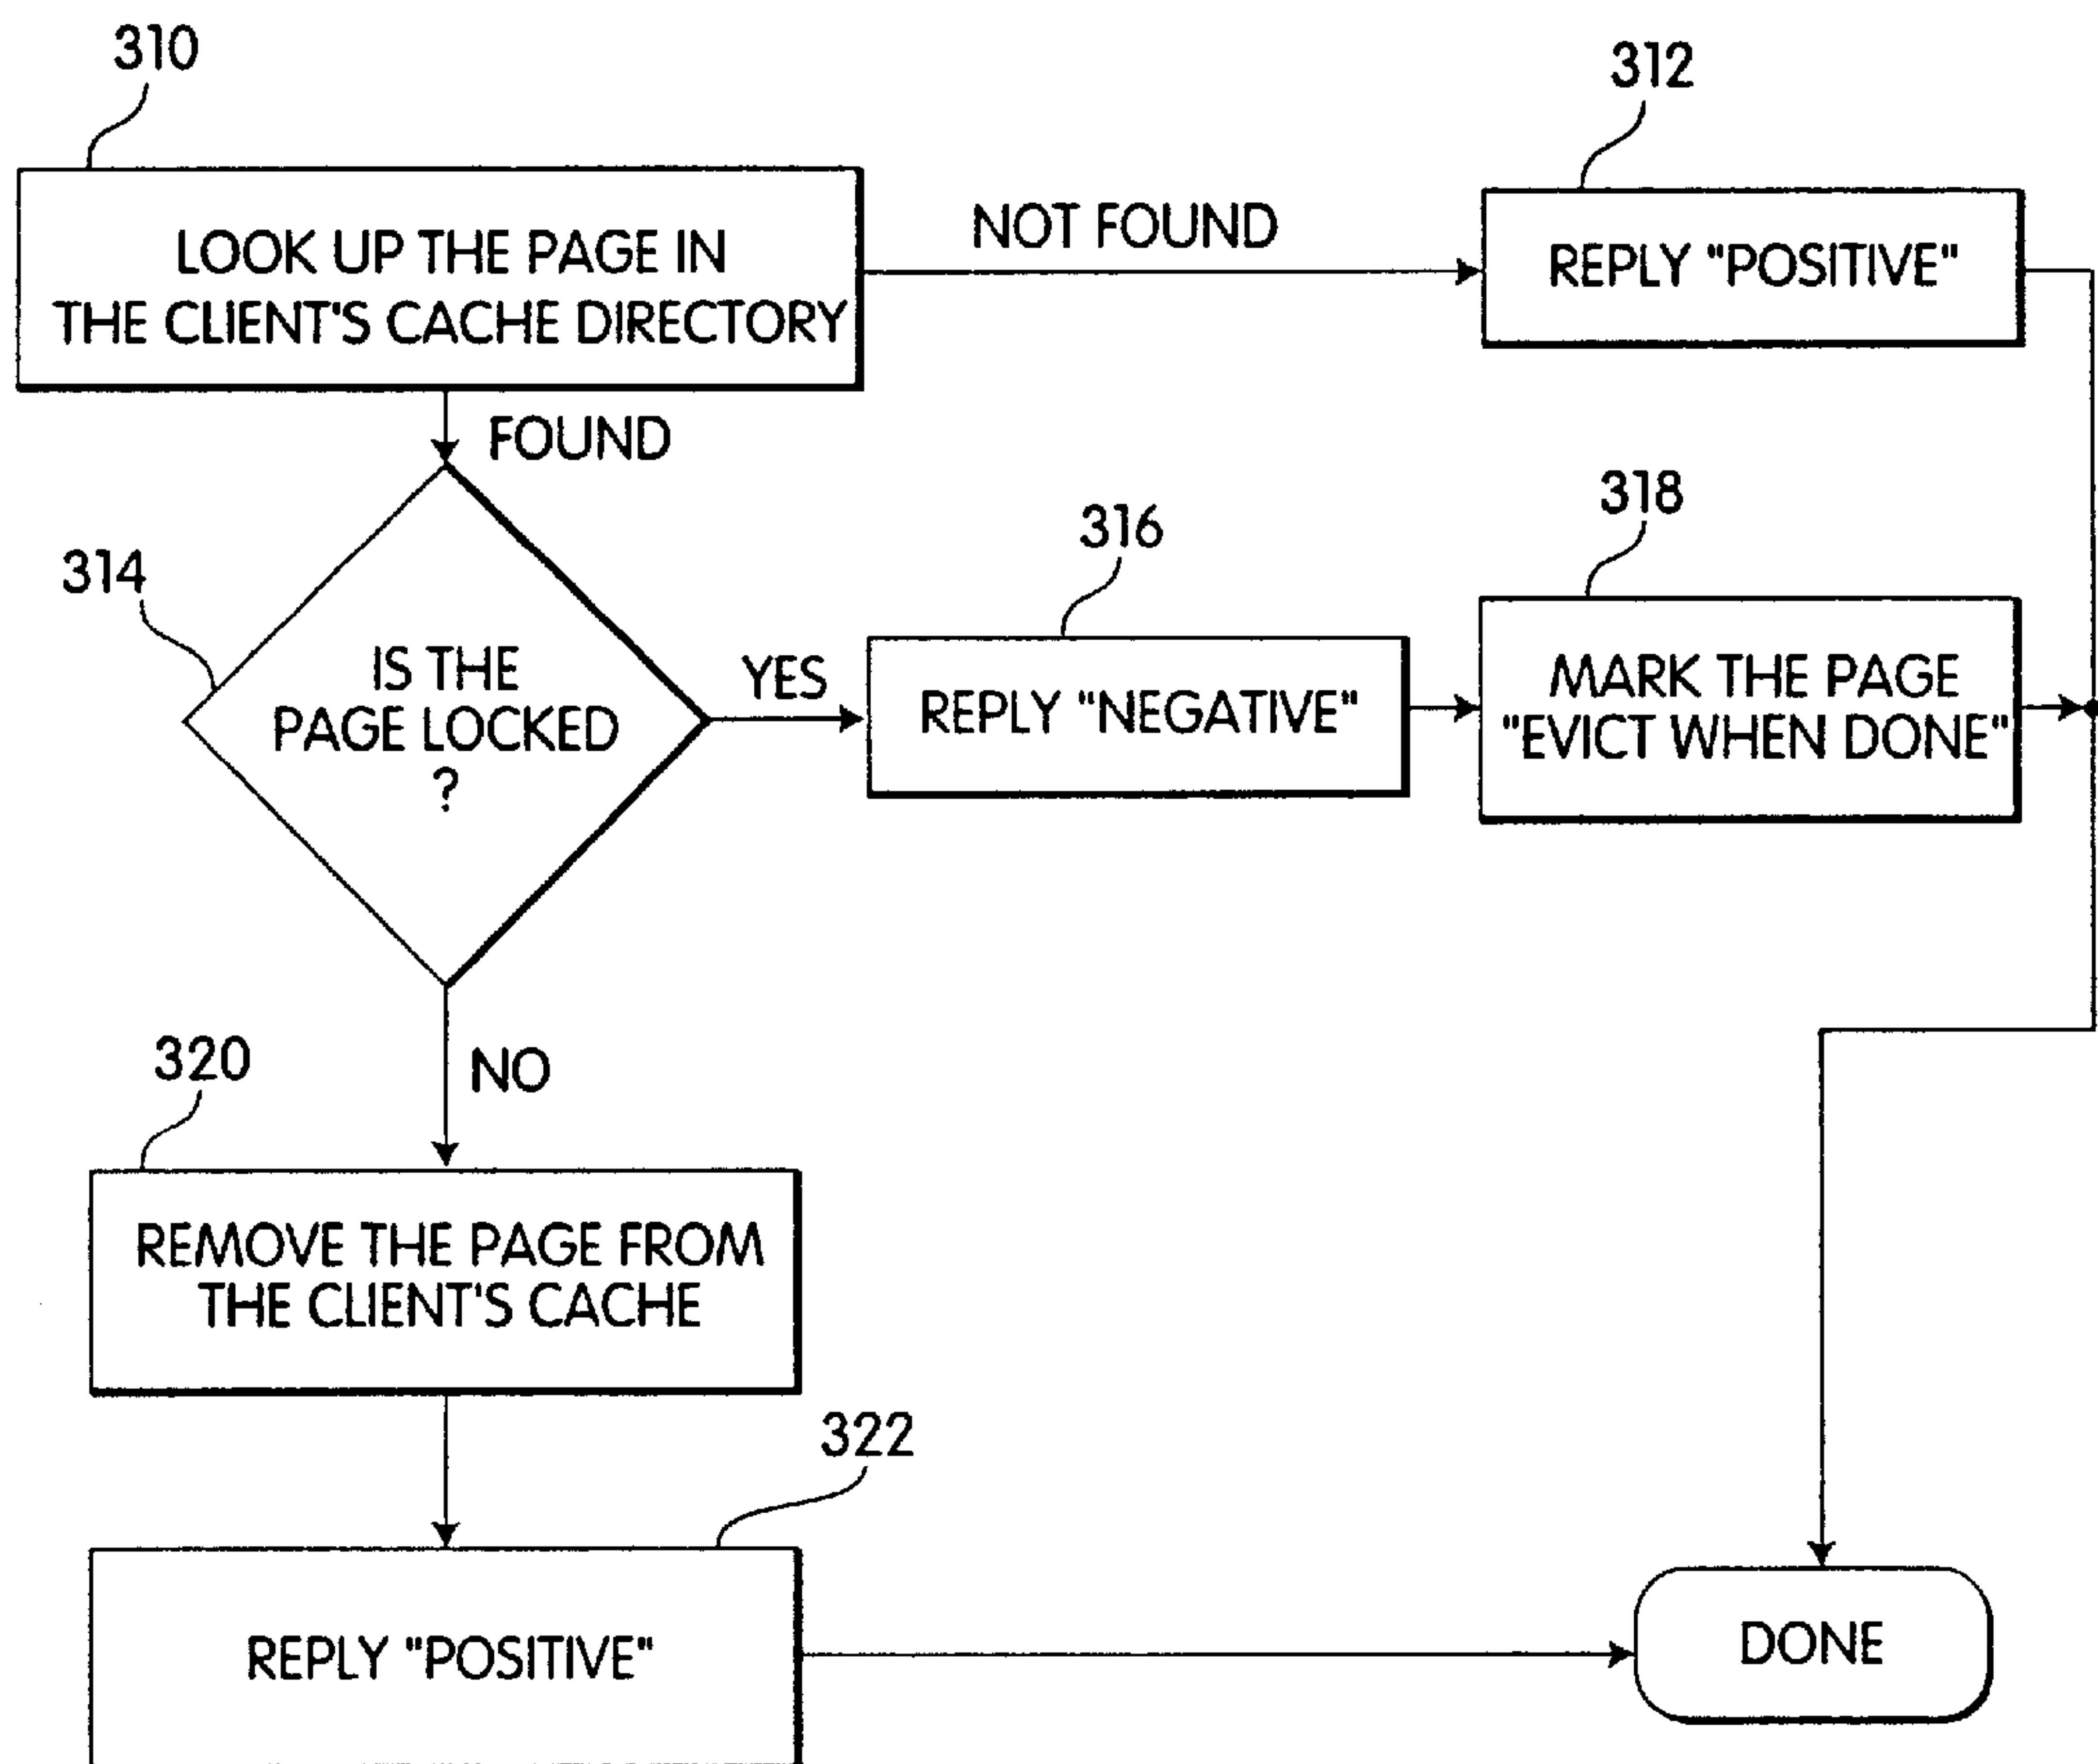 310
312
LOOK UP THE PAGE IN
THE CLIENT'S CACHE DIRECTORY
NOT FOUND
REPLY "POSITIVE"
FOUND
314
316
318
IS THE
PAGE LOCKED
?
YES
REPLY "NEGATIVE"
MARK THE PAGE
"EVICT WHEN DONE"
320
NO
REMOVE THE PAGE FROM
THE CLIENT'S CACHE
322
REPLY "POSITIVE"
DONE